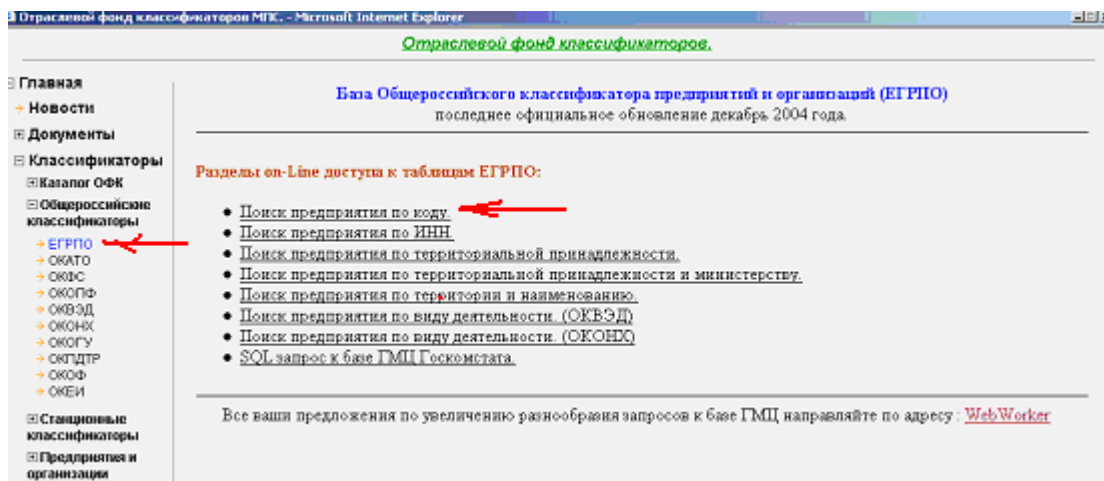 Отраслевой фонд классификаторов МПС. - Microsoft Internet Explorer
Отраслевой фонд классификаторов.
Главная
Новости
Документы
Классификаторы
Каталог ОФК
Общероссийские
классификаторы
ЕГРПО
ОКАТО
ОКФС
ОКОПФ
ОКВЭД
ОКОНХ
ОКОГУ
ОКПДТР
ОКОФ
ОКЕИ
Станционные
классификаторы
Предприятия и
организации
База Общероссийского классификатора предприятий и организаций (ЕГРПО)
последнее официальное обновление декабрь 2004 года.
Разделы on-Line доступа к таблицам ЕГРПО:
Поиск предприятия по коду.
Поиск предприятия по ИНН.
Поиск предприятия по территориальной принадлежности.
Поиск предприятия по территориальной принадлежности и министерству.
Поиск предприятия по территории и наименованию.
Поиск предприятия по виду деятельности. (ОКВЭД)
Поиск предприятия по виду деятельности. (ОКОНХ)
SQL запрос к базе ГМЦ Госкомстата.
Все ваши предложения по увеличению разнообразия запросов к базе ГМЦ направляйте по адресу : WebWorker